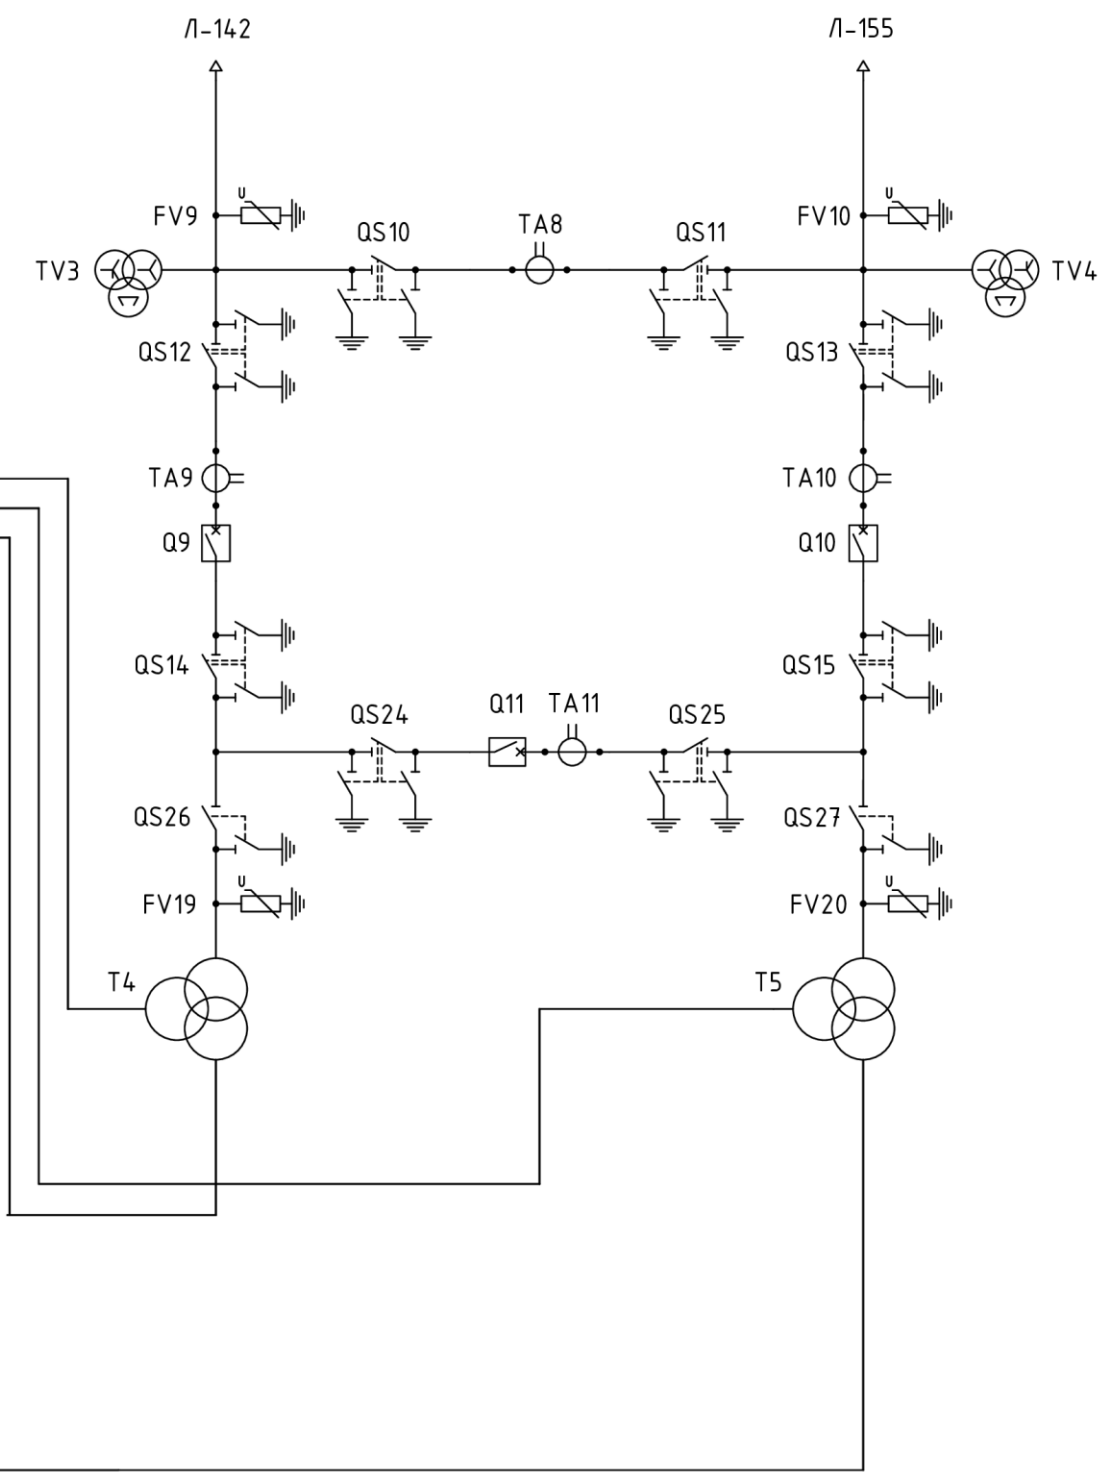 Л-142
Л-155
U
U
FV9
FV10
TA8
QS10
QS11
TV3
TV4
QS12
QS13
TA9
TA10
Q9
Q10
QS14
QS15
Q11
TA11
QS24
QS25
QS26
QS27
U
U
FV19
FV20
T4
T5